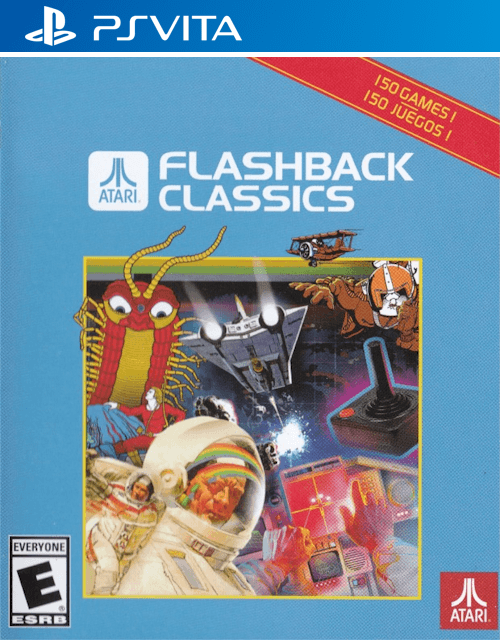 PSVITA
150 GAMES!
150 JUEGOS!
ATARI
FLASHBACK
CLASSICS
EVERYONE
E
ESRB
ATARI